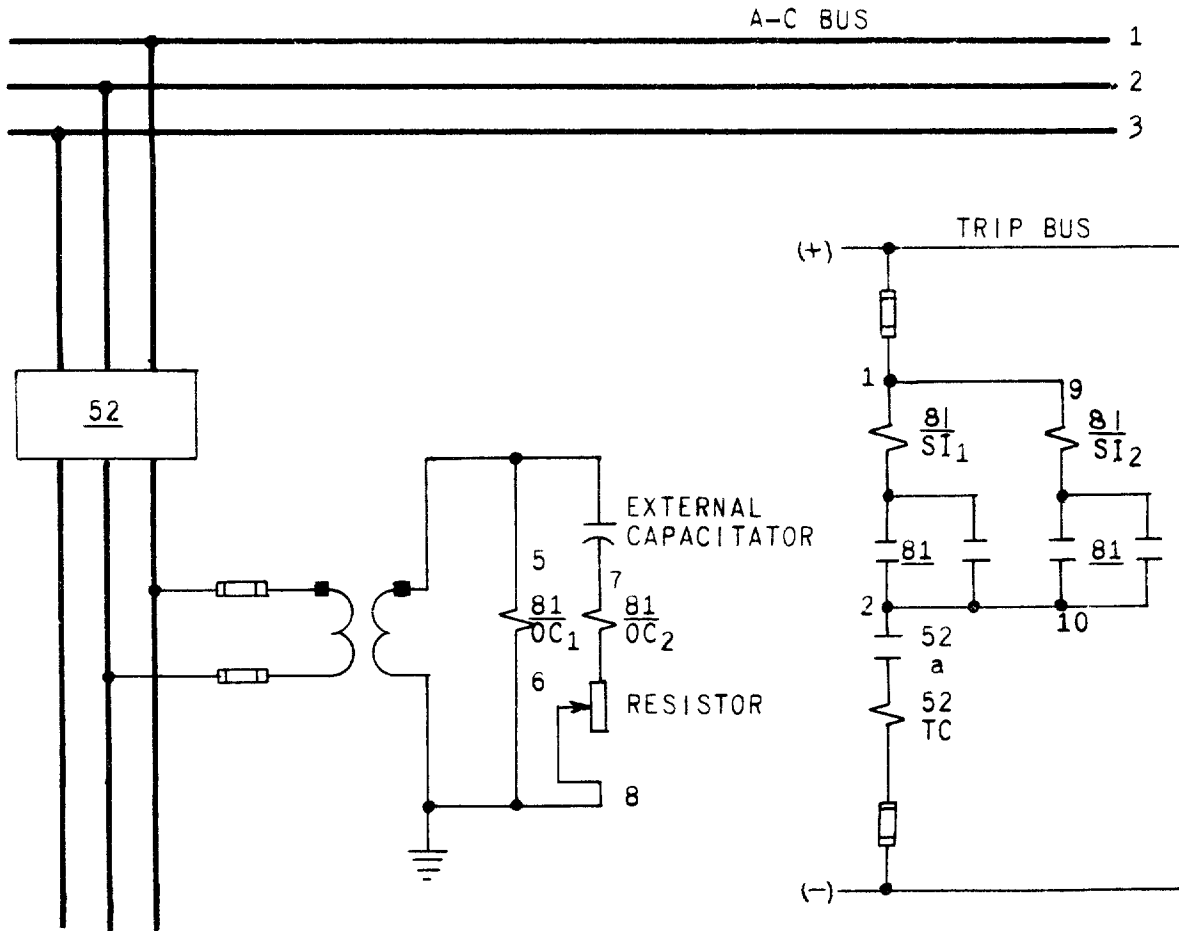 A-C BUS
1
2
3
TRIP BUS
(+)
1
9
52
81
SI1
81
SI2
EXTERNAL
CAPACITATOR
5
7
81
81
2
10
81
OC1
81
OC2
52
a
6
RESISTOR
52
TC
8
(-)